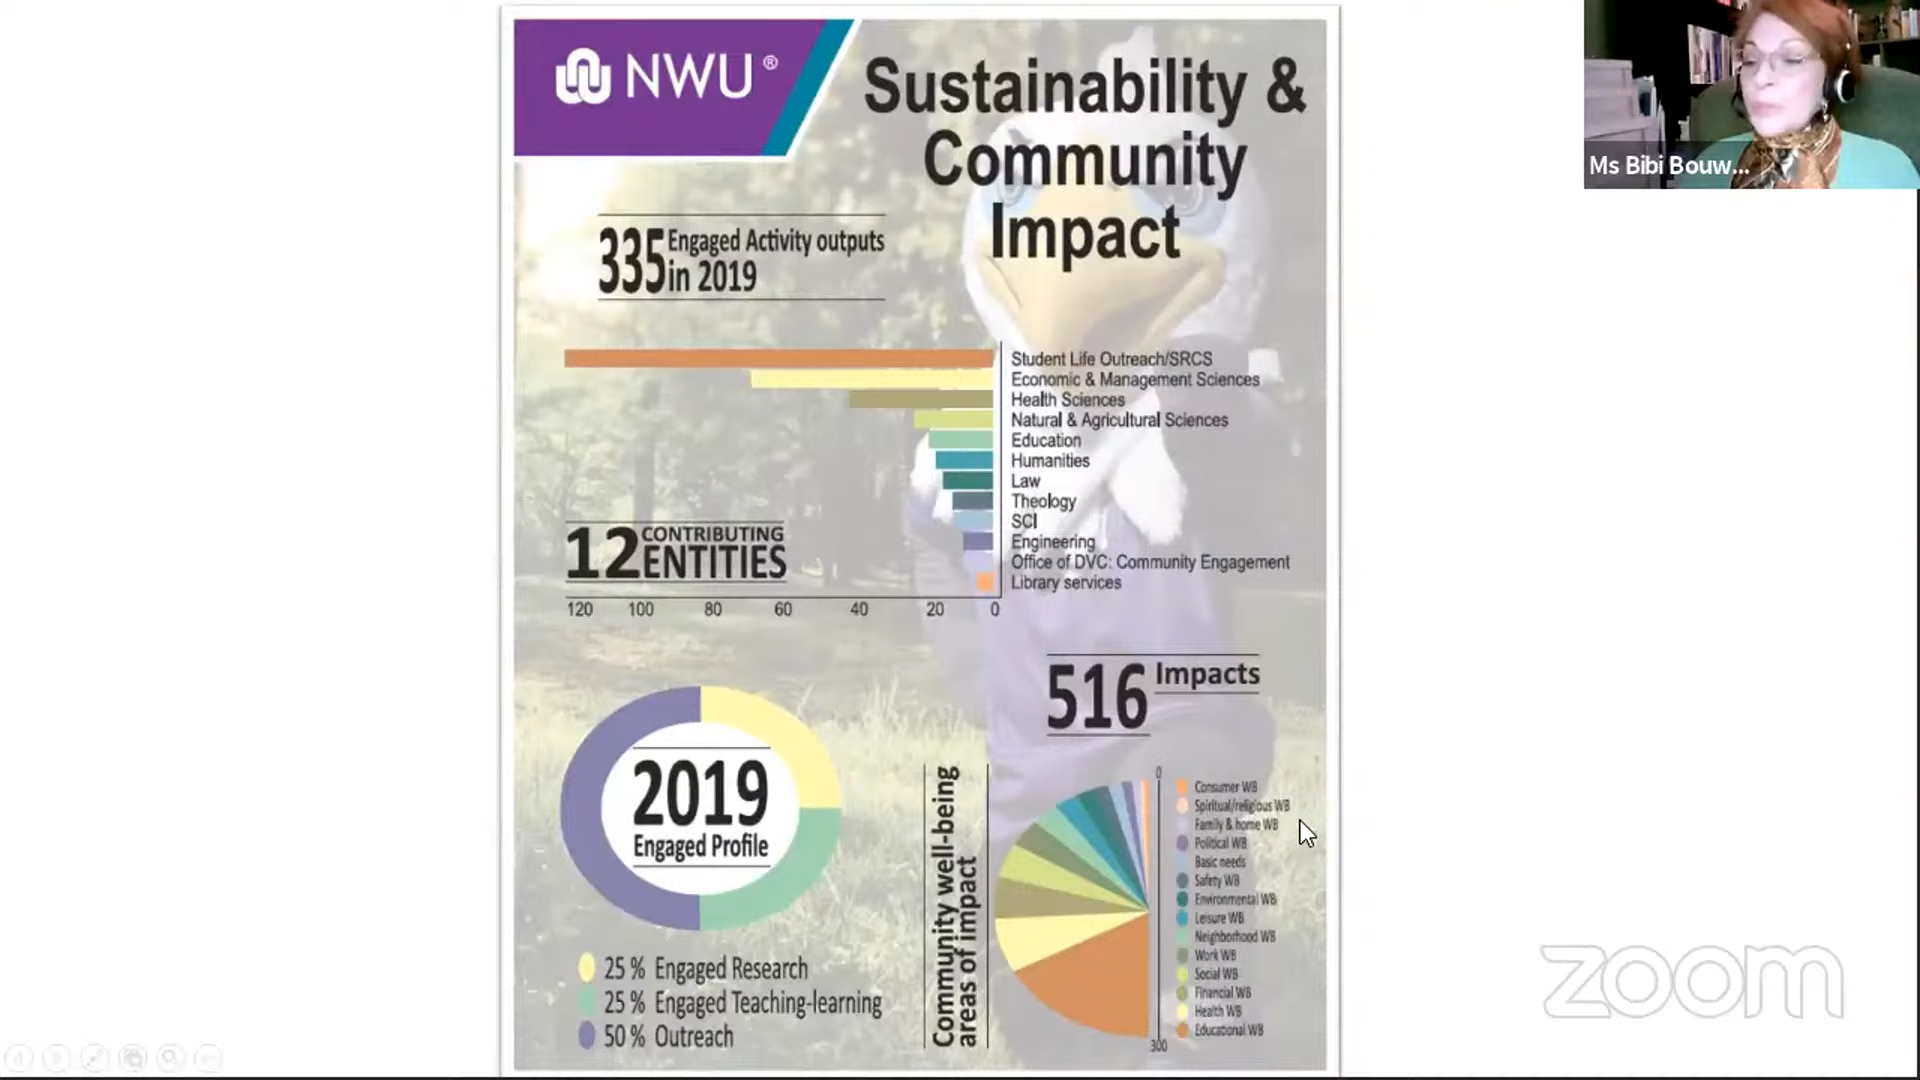 NWU ®
Sustainability &
Community
Impact
Ms Bibi Bouw...
335 Engaged Activity outputs
in 2019
Student Life Outreach/SRCS
Economic & Management Sciences
Health Sciences
Natural & Agricultural Sciences
Education
Humanities
Law
Theology
SCI
Engineering
Office of DVC: Community Engagement
Library services
12 CONTRIBUTING
ENTITIES
120 100 80 60 40 20 0
516 Impacts
2019
Engaged Profile
25 % Engaged Research
25 % Engaged Teaching-learning
50 % Outreach
Community well-being
areas of impact
0
Consumer WB
Spiritual/religious WB
Family & home WB
Political WB
Basic needs
Safety WB
Environmental WB
Leisure WB
Neighborhood WB
Work WB
Social WB
Financial WB
Health WB
Educational WB
300
zoom